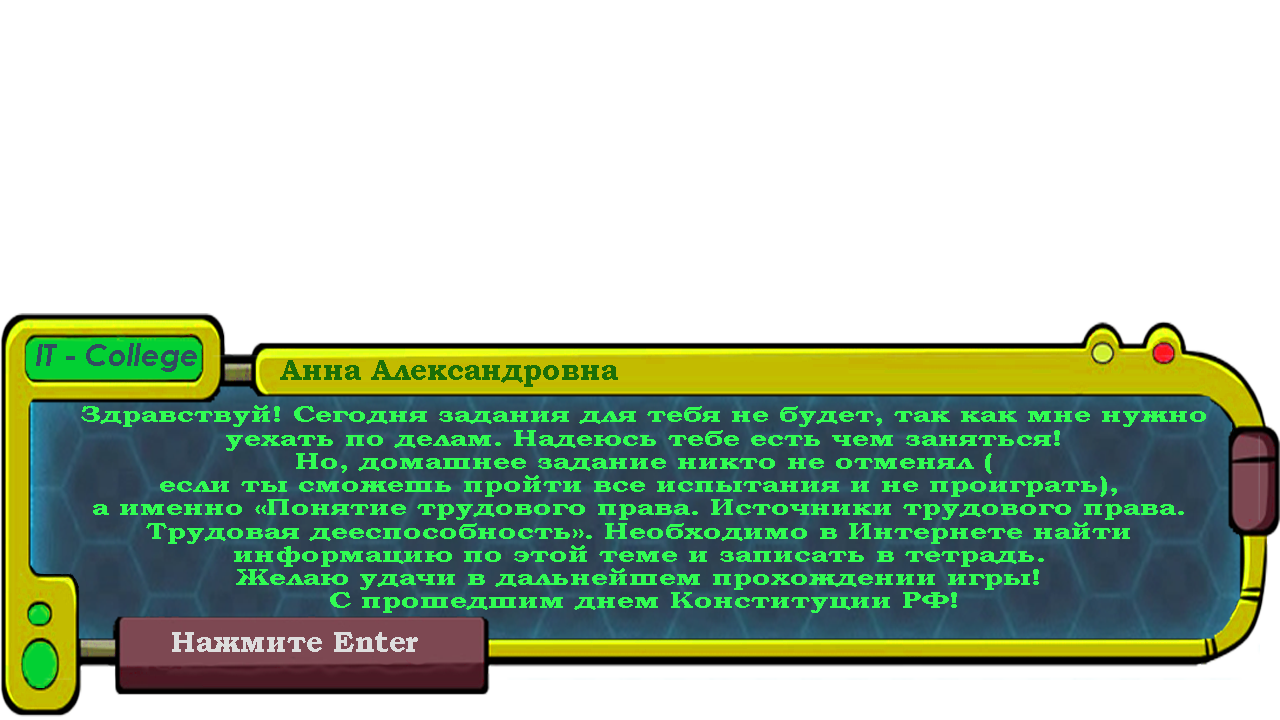 IT - College
Анна Александровна
Здравствуй! Сегодня задания для тебя не будет, так как мне нужно
уехать по делам. Надеюсь тебе есть чем заняться!
Но, домашнее задание никто не отменял (
если ты сможешь пройти все испытания и не проиграть),
а именно «Понятие трудового права. Источники трудового права.
Трудовая дееспособность». Необходимо в Интернете найти
информацию по этой теме и записать в тетрадь.
Желаю удачи в дальнейшем прохождении игры!
С прошедшим днем Конституции РФ!
Нажмите Enter